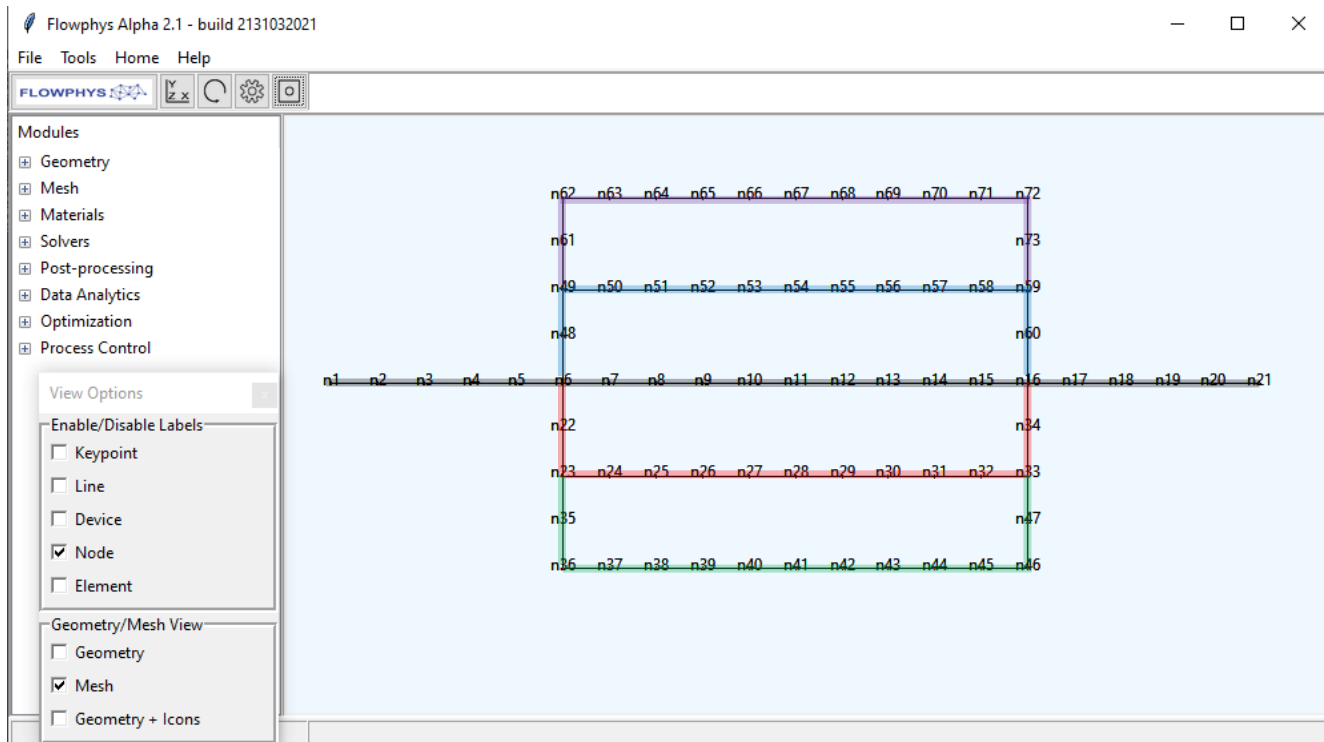 Flowphys Alpha 2.1 - build 2131032021
File Tools Home Help
FLOWPHYS
Y
Z X
Modules
Geometry
Mesh
Materials
Solvers
Post-processing
Data Analytics
Optimization
Process Control
View Options
x
Enable/Disable Labels
Keypoint
Line
Device
Node
Element
Geometry/Mesh View
Geometry
Mesh
Geometry + Icons
n62 n63 n64 n65 n66 n67 n68 n69 n70 n71 n72
n61 n73
n49 n50 n51 n52 n53 n54 n55 n56 n57 n58 n59
n48 n60
n1 n2 n3 n4 n5 n6 n7 n8 n9 n10 n11 n12 n13 n14 n15 n16 n17 n18 n19 n20 n21
n22 n34
n23 n24 n25 n26 n27 n28 n29 n30 n31 n32 n33
n35 n47
n36 n37 n38 n39 n40 n41 n42 n43 n44 n45 n46